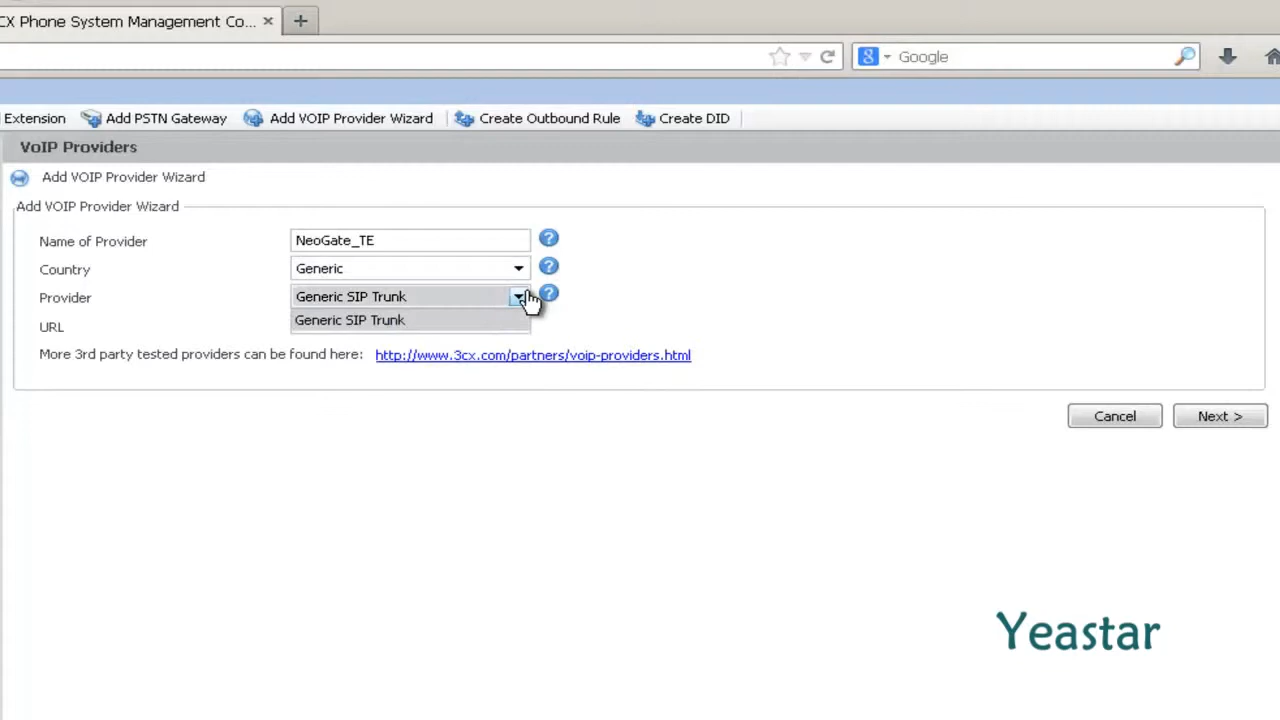 CX Phone System Management Co...
Google
Extension Add PSTN Gateway Add VOIP Provider Wizard Create Outbound Rule Create DID
VoIP Providers
Add VOIP Provider Wizard
Add VOIP Provider Wizard
Name of Provider NeoGate_TE
Country Generic
Provider Generic SIP Trunk
Generic SIP Trunk
URL
More 3rd party tested providers can be found here: http://www.3cx.com/partners/voip-providers.html
Cancel Next >
Yeastar